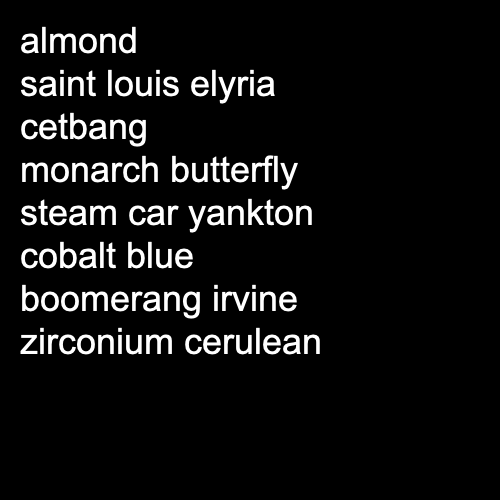 almond
saint louis elyria
cetbang
monarch butterfly
steam car yankton
cobalt blue
boomerang irvine
zirconium cerulean